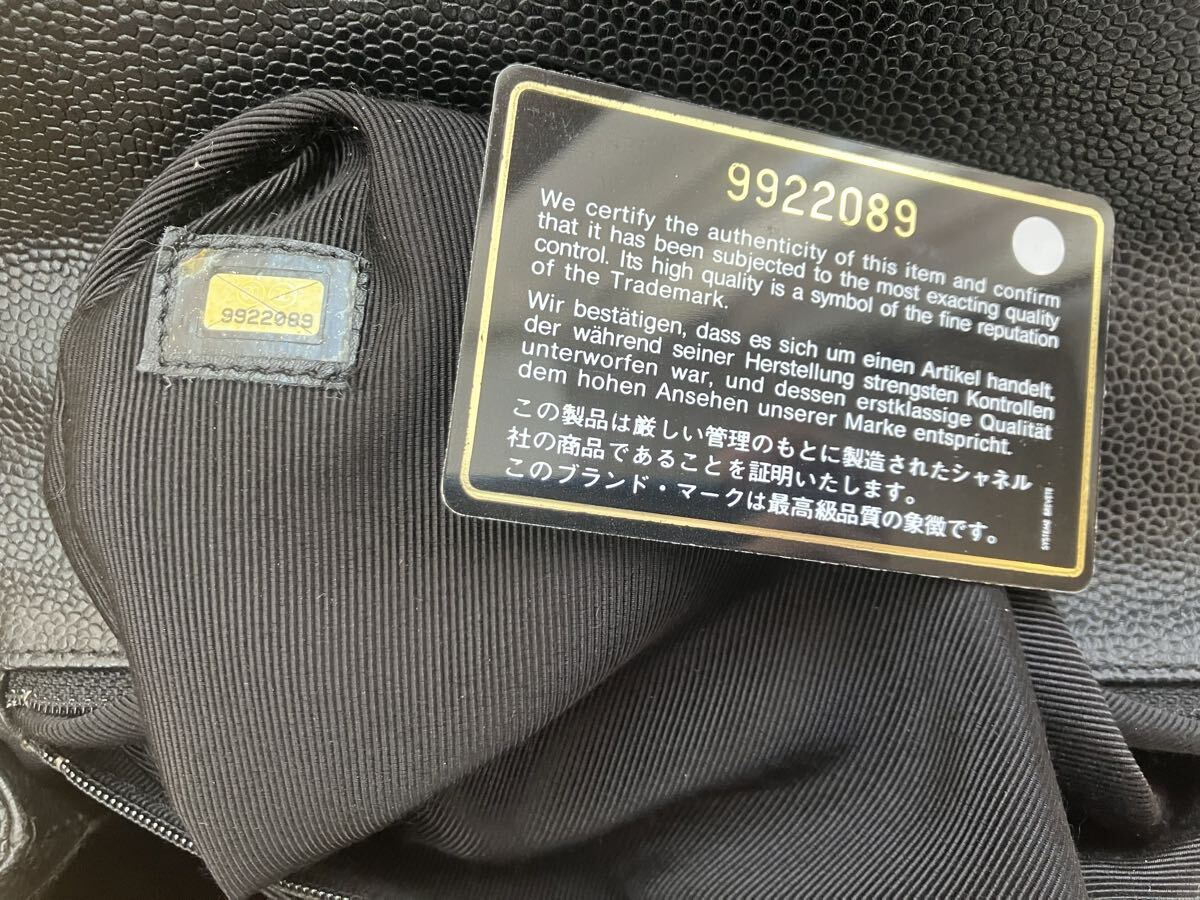 9922089
9922089
We certify the authenticity of this item and confirm
that it has been subjected to the most exacting quality
control. Its high quality is a symbol of the fine reputation
of the Trademark.
Wir bestätigen, dass es sich um einen Artikel handelt,
der während seiner Herstellung strengsten Kontrollen
unterworfen war, und dessen erstklassige Qualität
dem hohen Ansehen unserer Marke entspricht.
この製品は厳しい管理のもとに製造されたシャネル
社の商品であることを証明いたします。
このブランド・マークは最高級品質の象徴です。
SYSTEM BREVETE